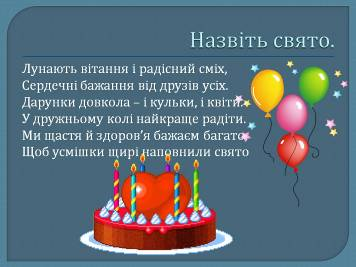 Назвіть свято.
Лунають вітання і радісний сміх,
Сердечні бажання від друзів усіх.
Дарунки довкола – і кульки, і квіти.
У дружньому колі найкраще радіти.
Ми щастя й здоров’я бажаєм багато
Щоб усмішки щирі наповнили свято